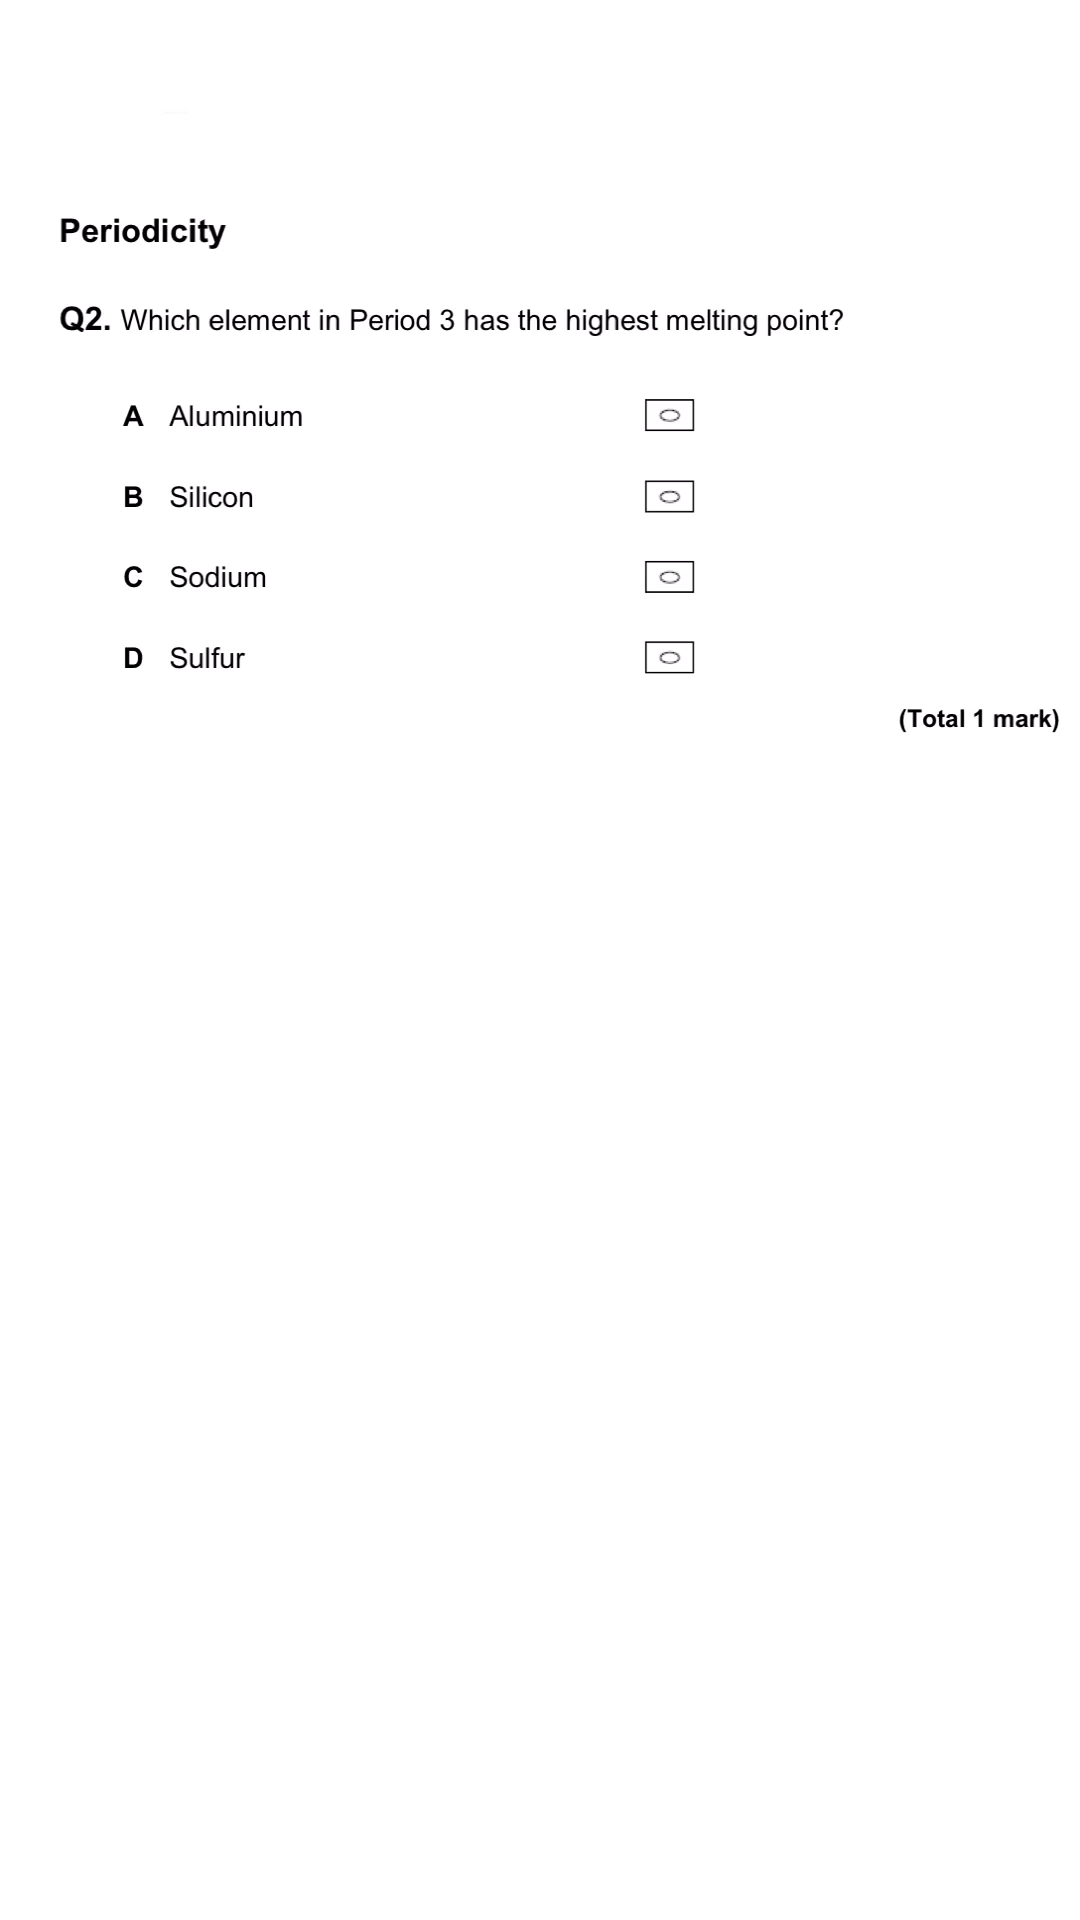 Periodicity
Q2. Which element in Period 3 has the highest melting point?
A Aluminium
B Silicon
C Sodium
D Sulfur
(Total 1 mark)